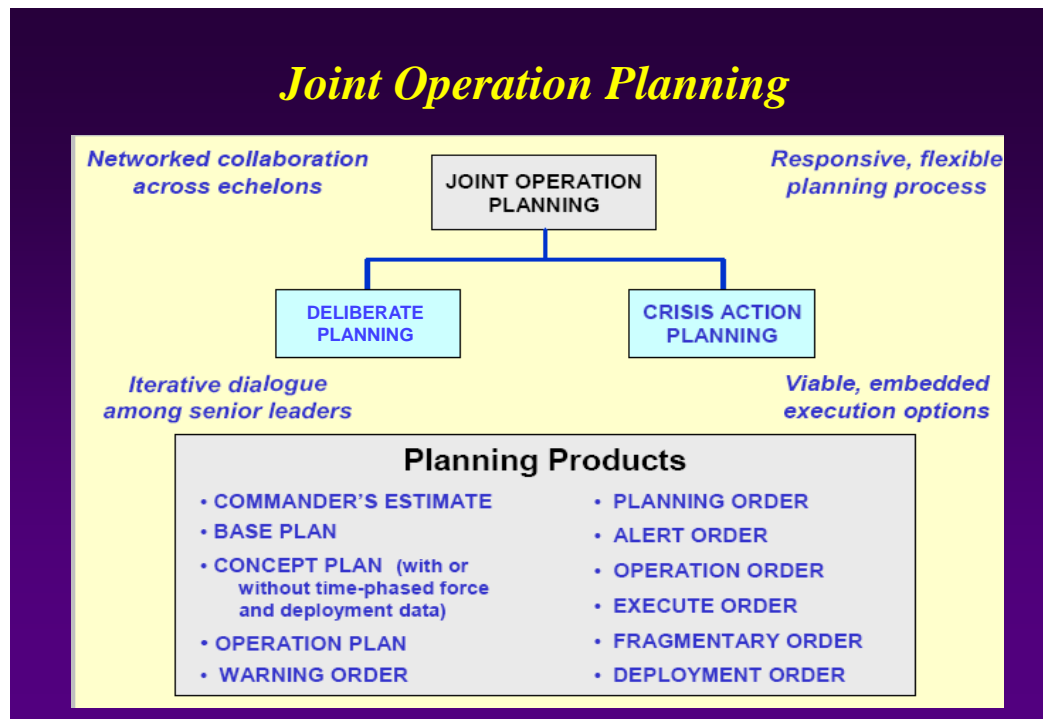 Joint Operation Planning
Networked collaboration
across echelons
JOINT OPERATION
PLANNING
Responsive, flexible
planning process
DELIBERATE
PLANNING
CRISIS ACTION
PLANNING
Iterative dialogue
among senior leaders
Viable, embedded
execution options
Planning Products
• COMMANDER’S ESTIMATE
• BASE PLAN
• CONCEPT PLAN (with or
without time-phased force
and deployment data)
• OPERATION PLAN
• WARNING ORDER
• PLANNING ORDER
• ALERT ORDER
• OPERATION ORDER
• EXECUTE ORDER
• FRAGMENTARY ORDER
• DEPLOYMENT ORDER